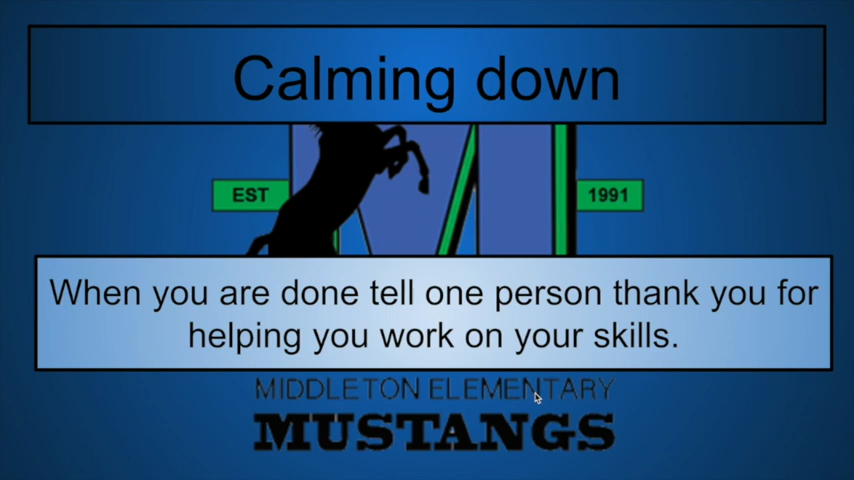 Calming down
EST
1991
When you are done tell one person thank you for
helping you work on your skills.
MIDDLETON ELEMENTARY
MUSTANGS